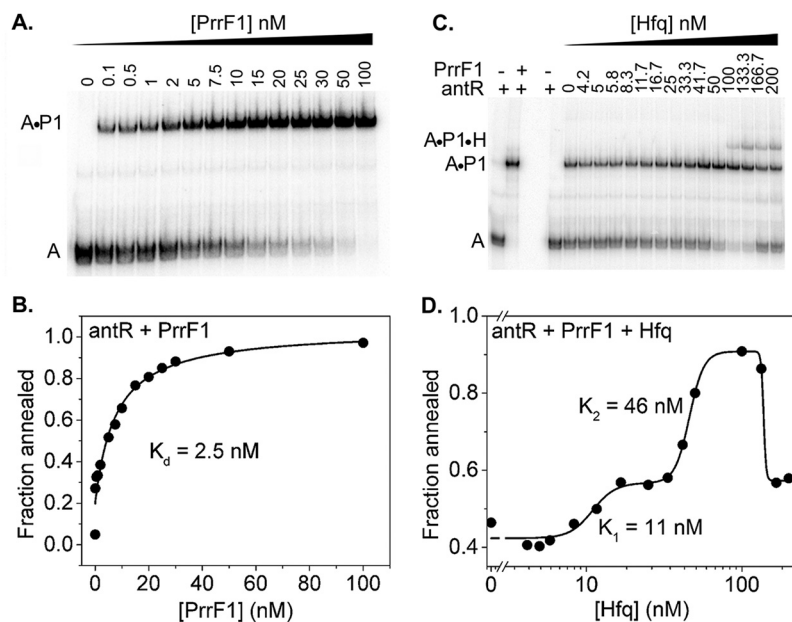 A.
[PrrF1] nM
0 0.1 0.5 1 2 5 7.5 10 15 20 25 30 50 100
A•P1
A
B.
antR + PrrF1
Fraction annealed
1.0
0.8
0.6
0.4
0.2
0.0
Kd = 2.5 nM
0 20 40 60 80 100
[PrrF1] (nM)
C.
[Hfq] nM
PrrF1 - + - 0 4.2 5 5.8 8.3 11.7 16.7 25 33.3 41.7 50 100 133.3 166.7 200
antR + + +
A•P1•H
A•P1
A
D.
antR + PrrF1 + Hfq
Fraction annealed
1.0
0.8
0.6
0.4
K2 = 46 nM
K1 = 11 nM
0 10 100
[Hfq] (nM)